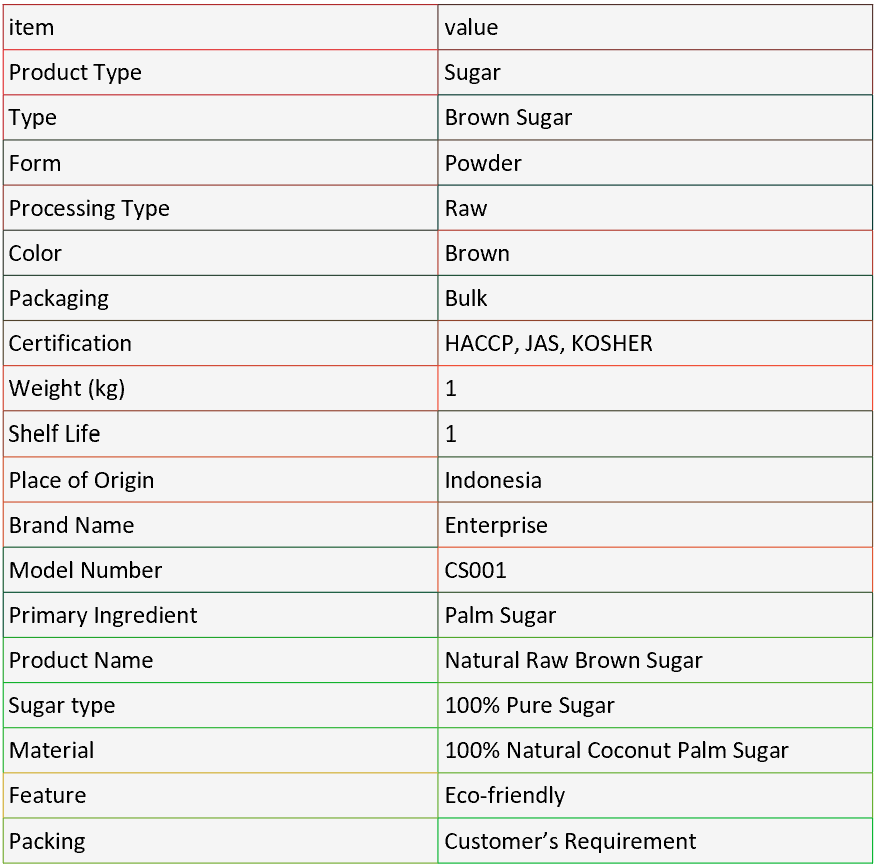 item value
Product Type Sugar
Type Brown Sugar
Form Powder
Processing Type Raw
Color Brown
Packaging Bulk
Certification HACCP, JAS, KOSHER
Weight (kg) 1
Shelf Life 1
Place of Origin Indonesia
Brand Name Enterprise
Model Number CS001
Primary Ingredient Palm Sugar
Product Name Natural Raw Brown Sugar
Sugar type 100% Pure Sugar
Material 100% Natural Coconut Palm Sugar
Feature Eco-friendly
Packing Customer’s Requirement